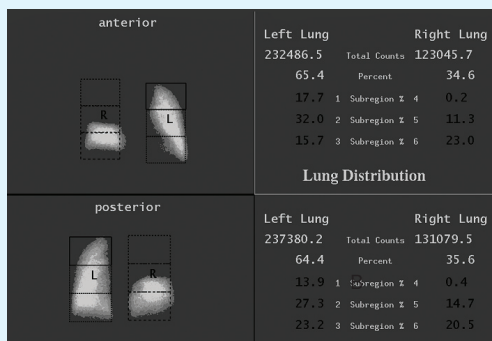 anterior
R
L
Left Lung Right Lung
232486.5 Total Counts 123045.7
65.4 Percent 34.6
17.7 1 Subregion % 4 0.2
32.0 2 Subregion % 5 11.3
15.7 3 Subregion % 6 23.0
Lung Distribution
posterior
L
R
Left Lung Right Lung
237380.2 Total Counts 131079.5
64.4 Percent 35.6
R
13.9 1 Subregion % 4 0.4
27.3 2 Subregion % 5 14.7
23.2 3 Subregion % 6 20.5